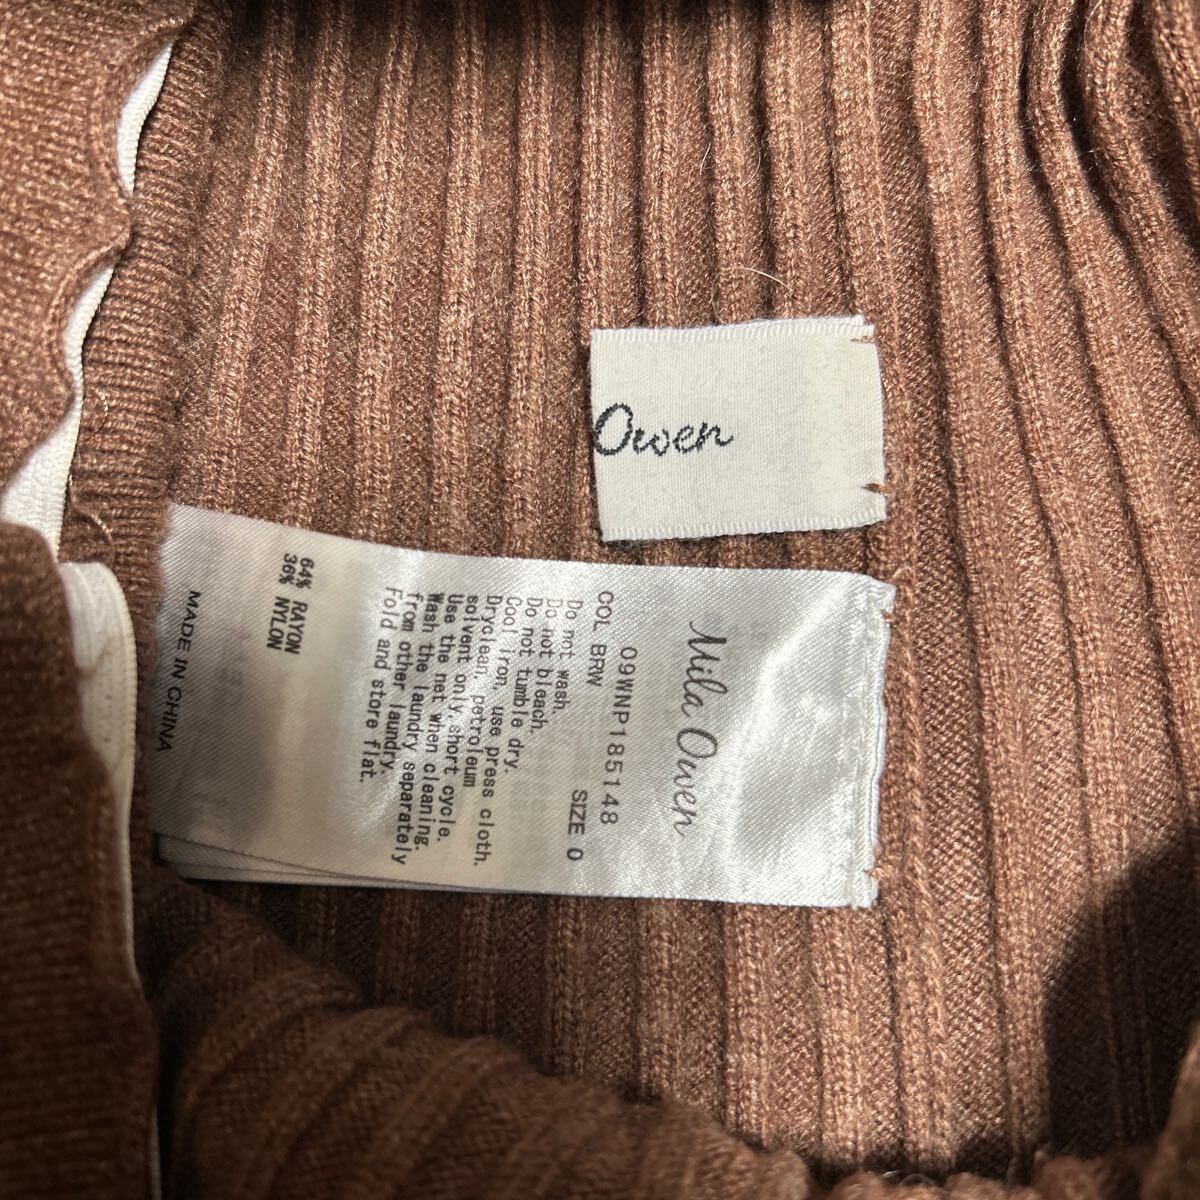 Owen
Mila Owen
09WNP185148
COL BRW SIZE 0
Do not wash.
Do not bleach.
Do not tumble dry.
Cool iron, use press cloth.
Dryclean, petroleum
solvent only, short cycle.
Use the net when cleaning.
Wash the laundry separately
from other laundry.
Fold and store flat.
64% RAYON
36% NYLON
MADE IN CHINA